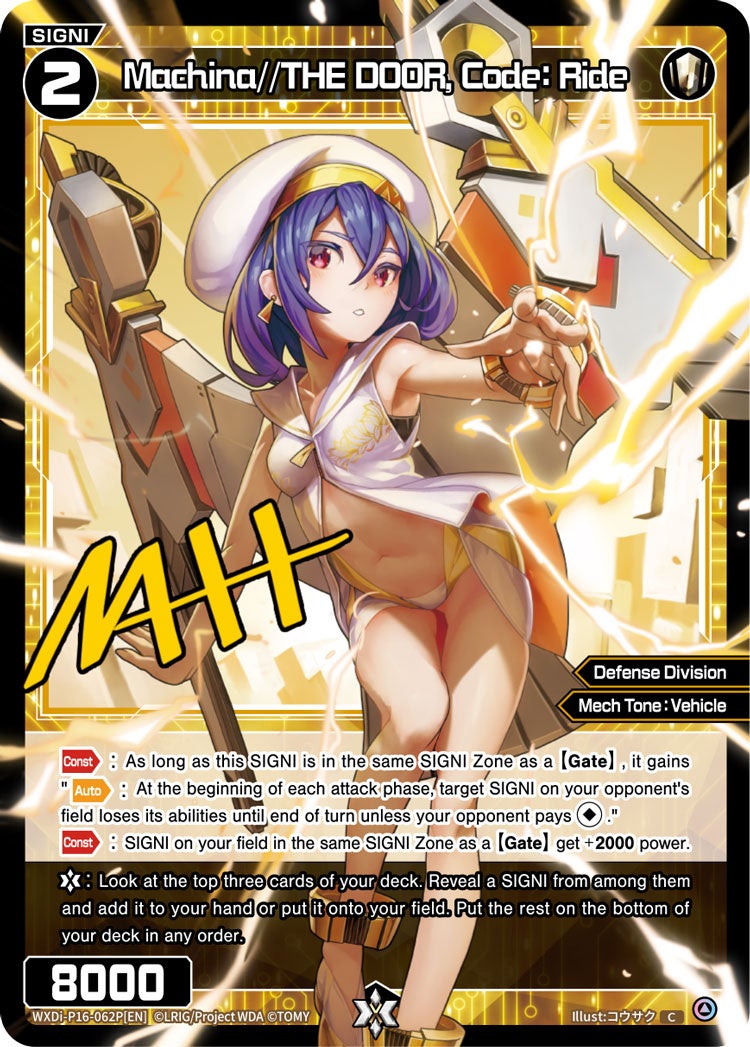 SIGNI
2 Machina//THE DOOR, Code: Ride
Defense Division
Mech Tone:Vehicle
Const : As long as this SIGNI is in the same SIGNI Zone as a 【Gate】, it gains
" Auto : At the beginning of each attack phase, target SIGNI on your opponent's
field loses its abilities until end of turn unless your opponent pays ◆ ."
Const : SIGNI on your field in the same SIGNI Zone as a 【Gate】 get +2000 power.
: Look at the top three cards of your deck. Reveal a SIGNI from among them
and add it to your hand or put it onto your field. Put the rest on the bottom of
your deck in any order.
8000
WXDi-P16-062P[EN] ©LRIG/Project WDA ©TOMY
Illust:コウサク C